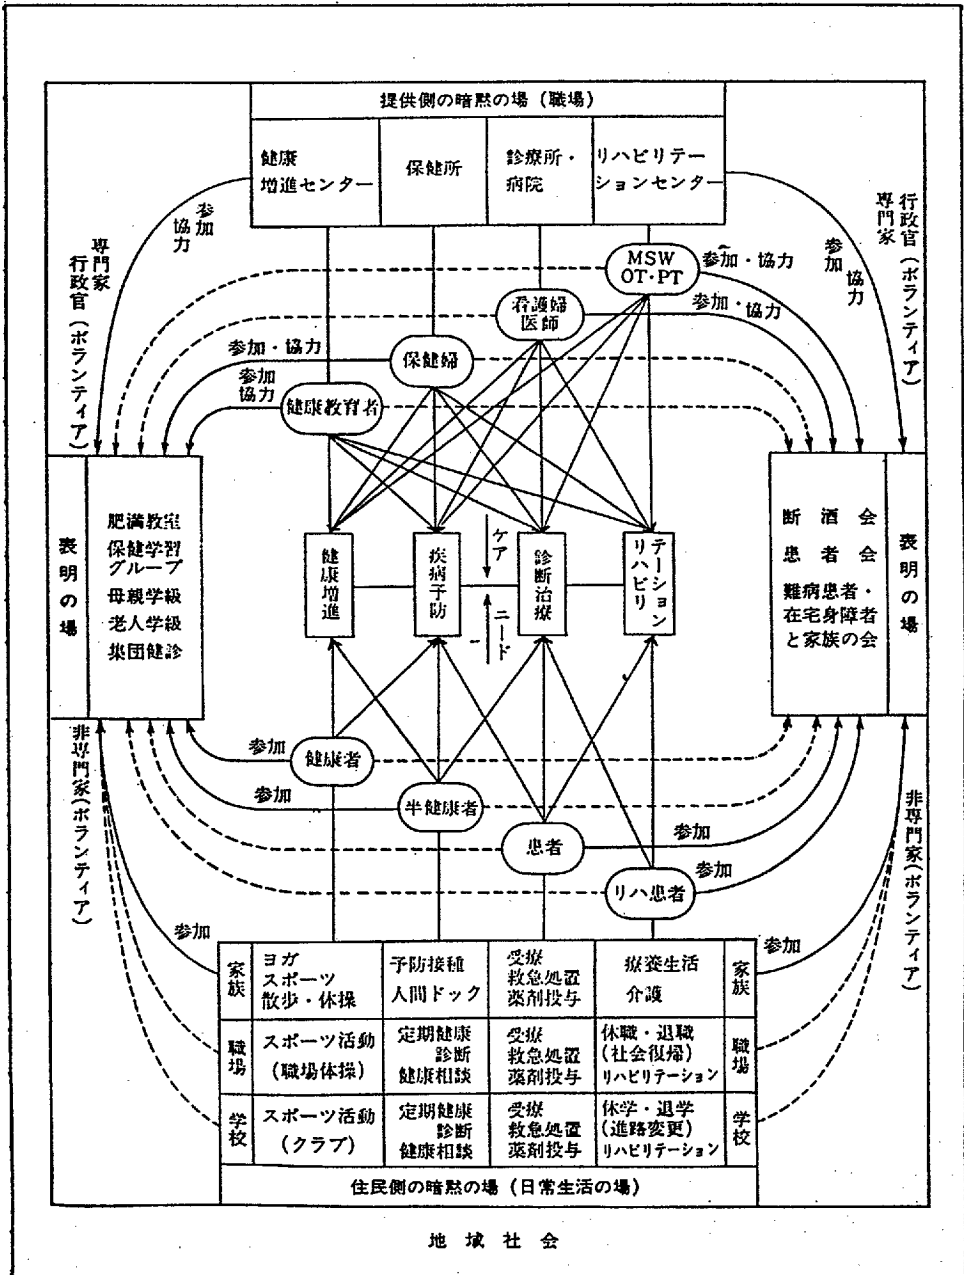 提供側の暗黙の場（職場）
健康
増進センター
保健所
診療所・
病院
リハビリテー
ションセンター
参加
協力
専門家
行政官（ボランティア）
参加
協力
行政官（ボランティア）
専門家
MSW
OT・PT
参加・協力
看護婦
医師
参加・協力
保健婦
参加・協力
健康教育者
参加
協力
表明の場
肥満教室
保健学習
グループ
母親学級
老人学級
集団健診
健康増進
疾病予防
ケア
ニード
診断治療
リハビリ
テーション
断酒会
患者会
難病患者・
在宅身障者
と家族の会
表明の場
非専門家（ボランティア）
参加
健康者
参加
半健康者
患者
参加
リハ患者
参加
非専門家（ボランティア）
参加
参加
家族
ヨガ
スポーツ
散歩・体操
予防接種
人間ドック
受療
救急処置
薬剤投与
療養生活
介護
家族
職場
スポーツ活動
（職場体操）
定期健康
診断
健康相談
受療
救急処置
薬剤投与
休職・退職
（社会復帰）
リハビリテーション
職場
学校
スポーツ活動
（クラブ）
定期健康
診断
健康相談
受療
救急処置
薬剤投与
休学・退学
（進路変更）
リハビリテーション
学校
住民側の暗黙の場（日常生活の場）
地域社会